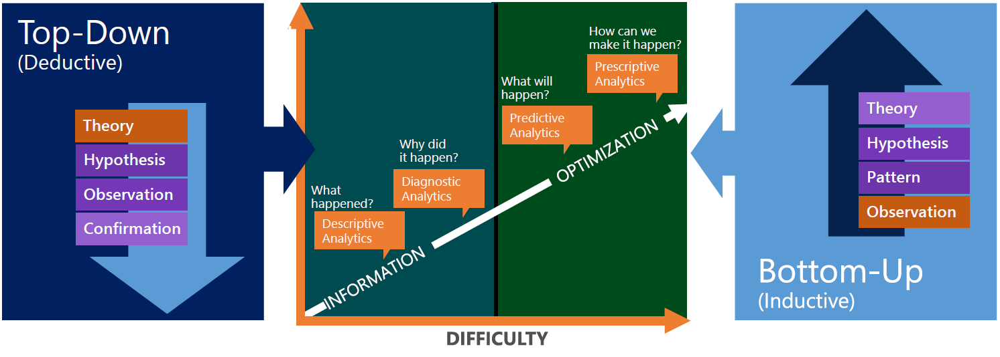 Top-Down
(Deductive)
Theory
Hypothesis
Observation
Confirmation
What
happened?
Descriptive
Analytics
Why did
it happen?
Diagnostic
Analytics
What will
happen?
Predictive
Analytics
How can we
make it happen?
Prescriptive
Analytics
INFORMATION
OPTIMIZATION
DIFFICULTY
Theory
Hypothesis
Pattern
Observation
Bottom-Up
(Inductive)